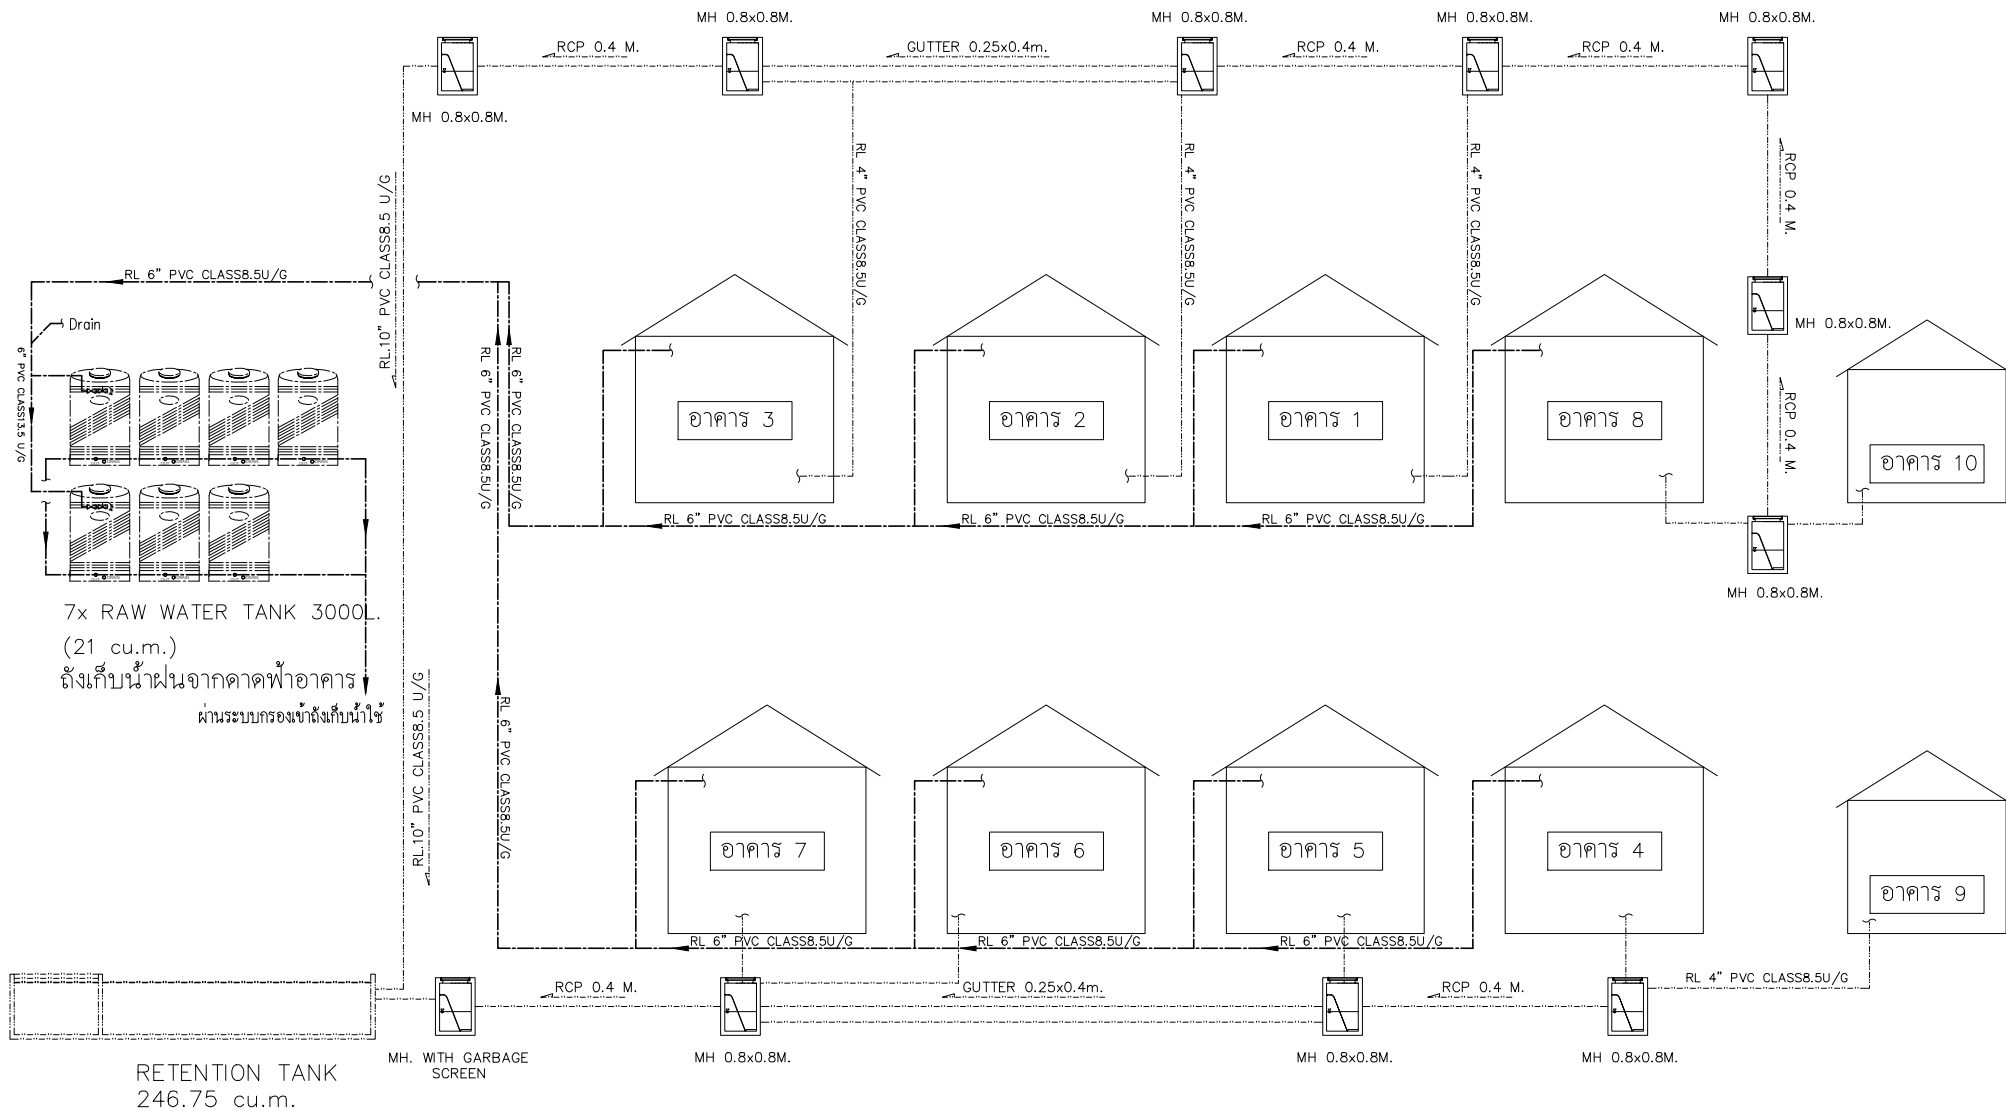 MH 0.8x0.8M.
MH 0.8x0.8M.
MH 0.8x0.8M.
MH 0.8x0.8M.
RCP 0.4 M.
GUTTER 0.25x0.4m.
RCP 0.4 M.
RCP 0.4 M.
MH 0.8x0.8M.
RL 4" PVC CLASS8.5U/G
RL 4" PVC CLASS8.5U/G
RL 4" PVC CLASS8.5U/G
RCP 0.4 M.
RL.10" PVC CLASS8.5 U/G
RL 6" PVC CLASS8.5U/G
Drain
MH 0.8x0.8M.
6" PVC CLASS13.5 U/G
RL 6" PVC CLASS8.5U/G
RL 6" PVC CLASS8.5U/G
RCP 0.4 M.
อาคาร 3
อาคาร 2
อาคาร 1
อาคาร 8
อาคาร 10
RL 6" PVC CLASS8.5U/G
RL 6" PVC CLASS8.5U/G
RL 6" PVC CLASS8.5U/G
MH 0.8x0.8M.
7x RAW WATER TANK 3000L.
(21 cu.m.)
ถังเก็บน้ำฝนจากดาดฟ้าอาคาร
ผ่านระบบกรองเข้าถังเก็บน้ำใช้
RL.10" PVC CLASS8.5 U/G
RL 6" PVC CLASS8.5U/G
อาคาร 7
อาคาร 6
อาคาร 5
อาคาร 4
อาคาร 9
RL 6" PVC CLASS8.5U/G
RL 6" PVC CLASS8.5U/G
RL 6" PVC CLASS8.5U/G
RCP 0.4 M.
GUTTER 0.25x0.4m.
RCP 0.4 M.
RL 4" PVC CLASS8.5U/G
MH. WITH GARBAGE
SCREEN
MH 0.8x0.8M.
MH 0.8x0.8M.
MH 0.8x0.8M.
RETENTION TANK
246.75 cu.m.